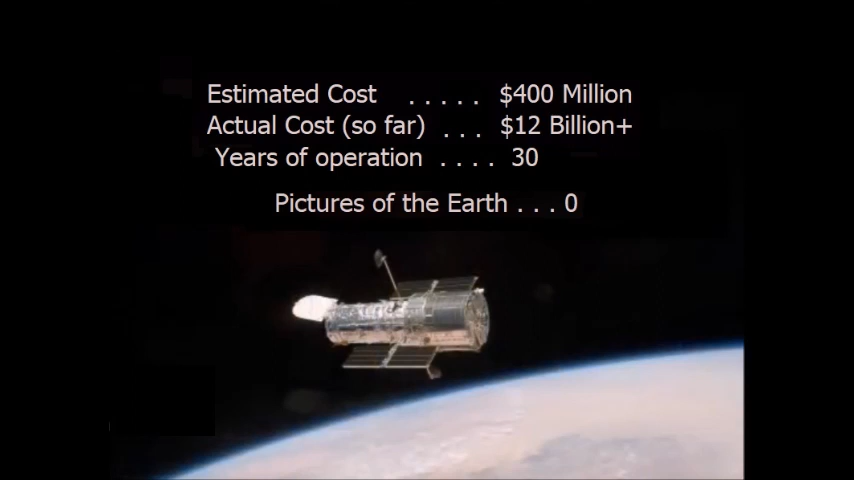 Estimated Cost ..... $400 Million
Actual Cost (so far) ... $12 Billion+
Years of operation .... 30
Pictures of the Earth ... 0